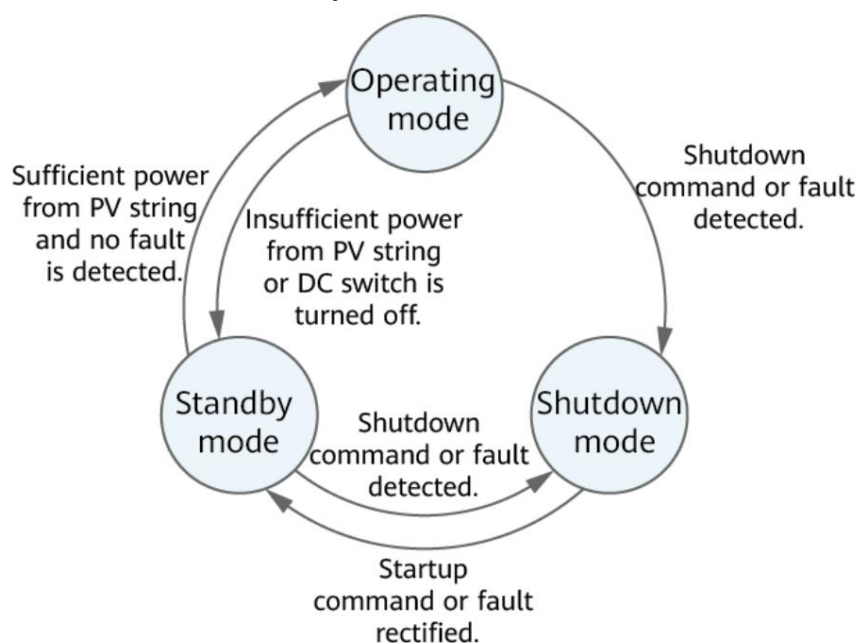 Operating
mode
Shutdown
command or fault
detected.
Sufficient power
from PV string
and no fault
is detected.
Insufficient power
from PV string
or DC switch is
turned off.
Standby
mode
Shutdown
command or fault
detected.
Shutdown
mode
Startup
command or fault
rectified.